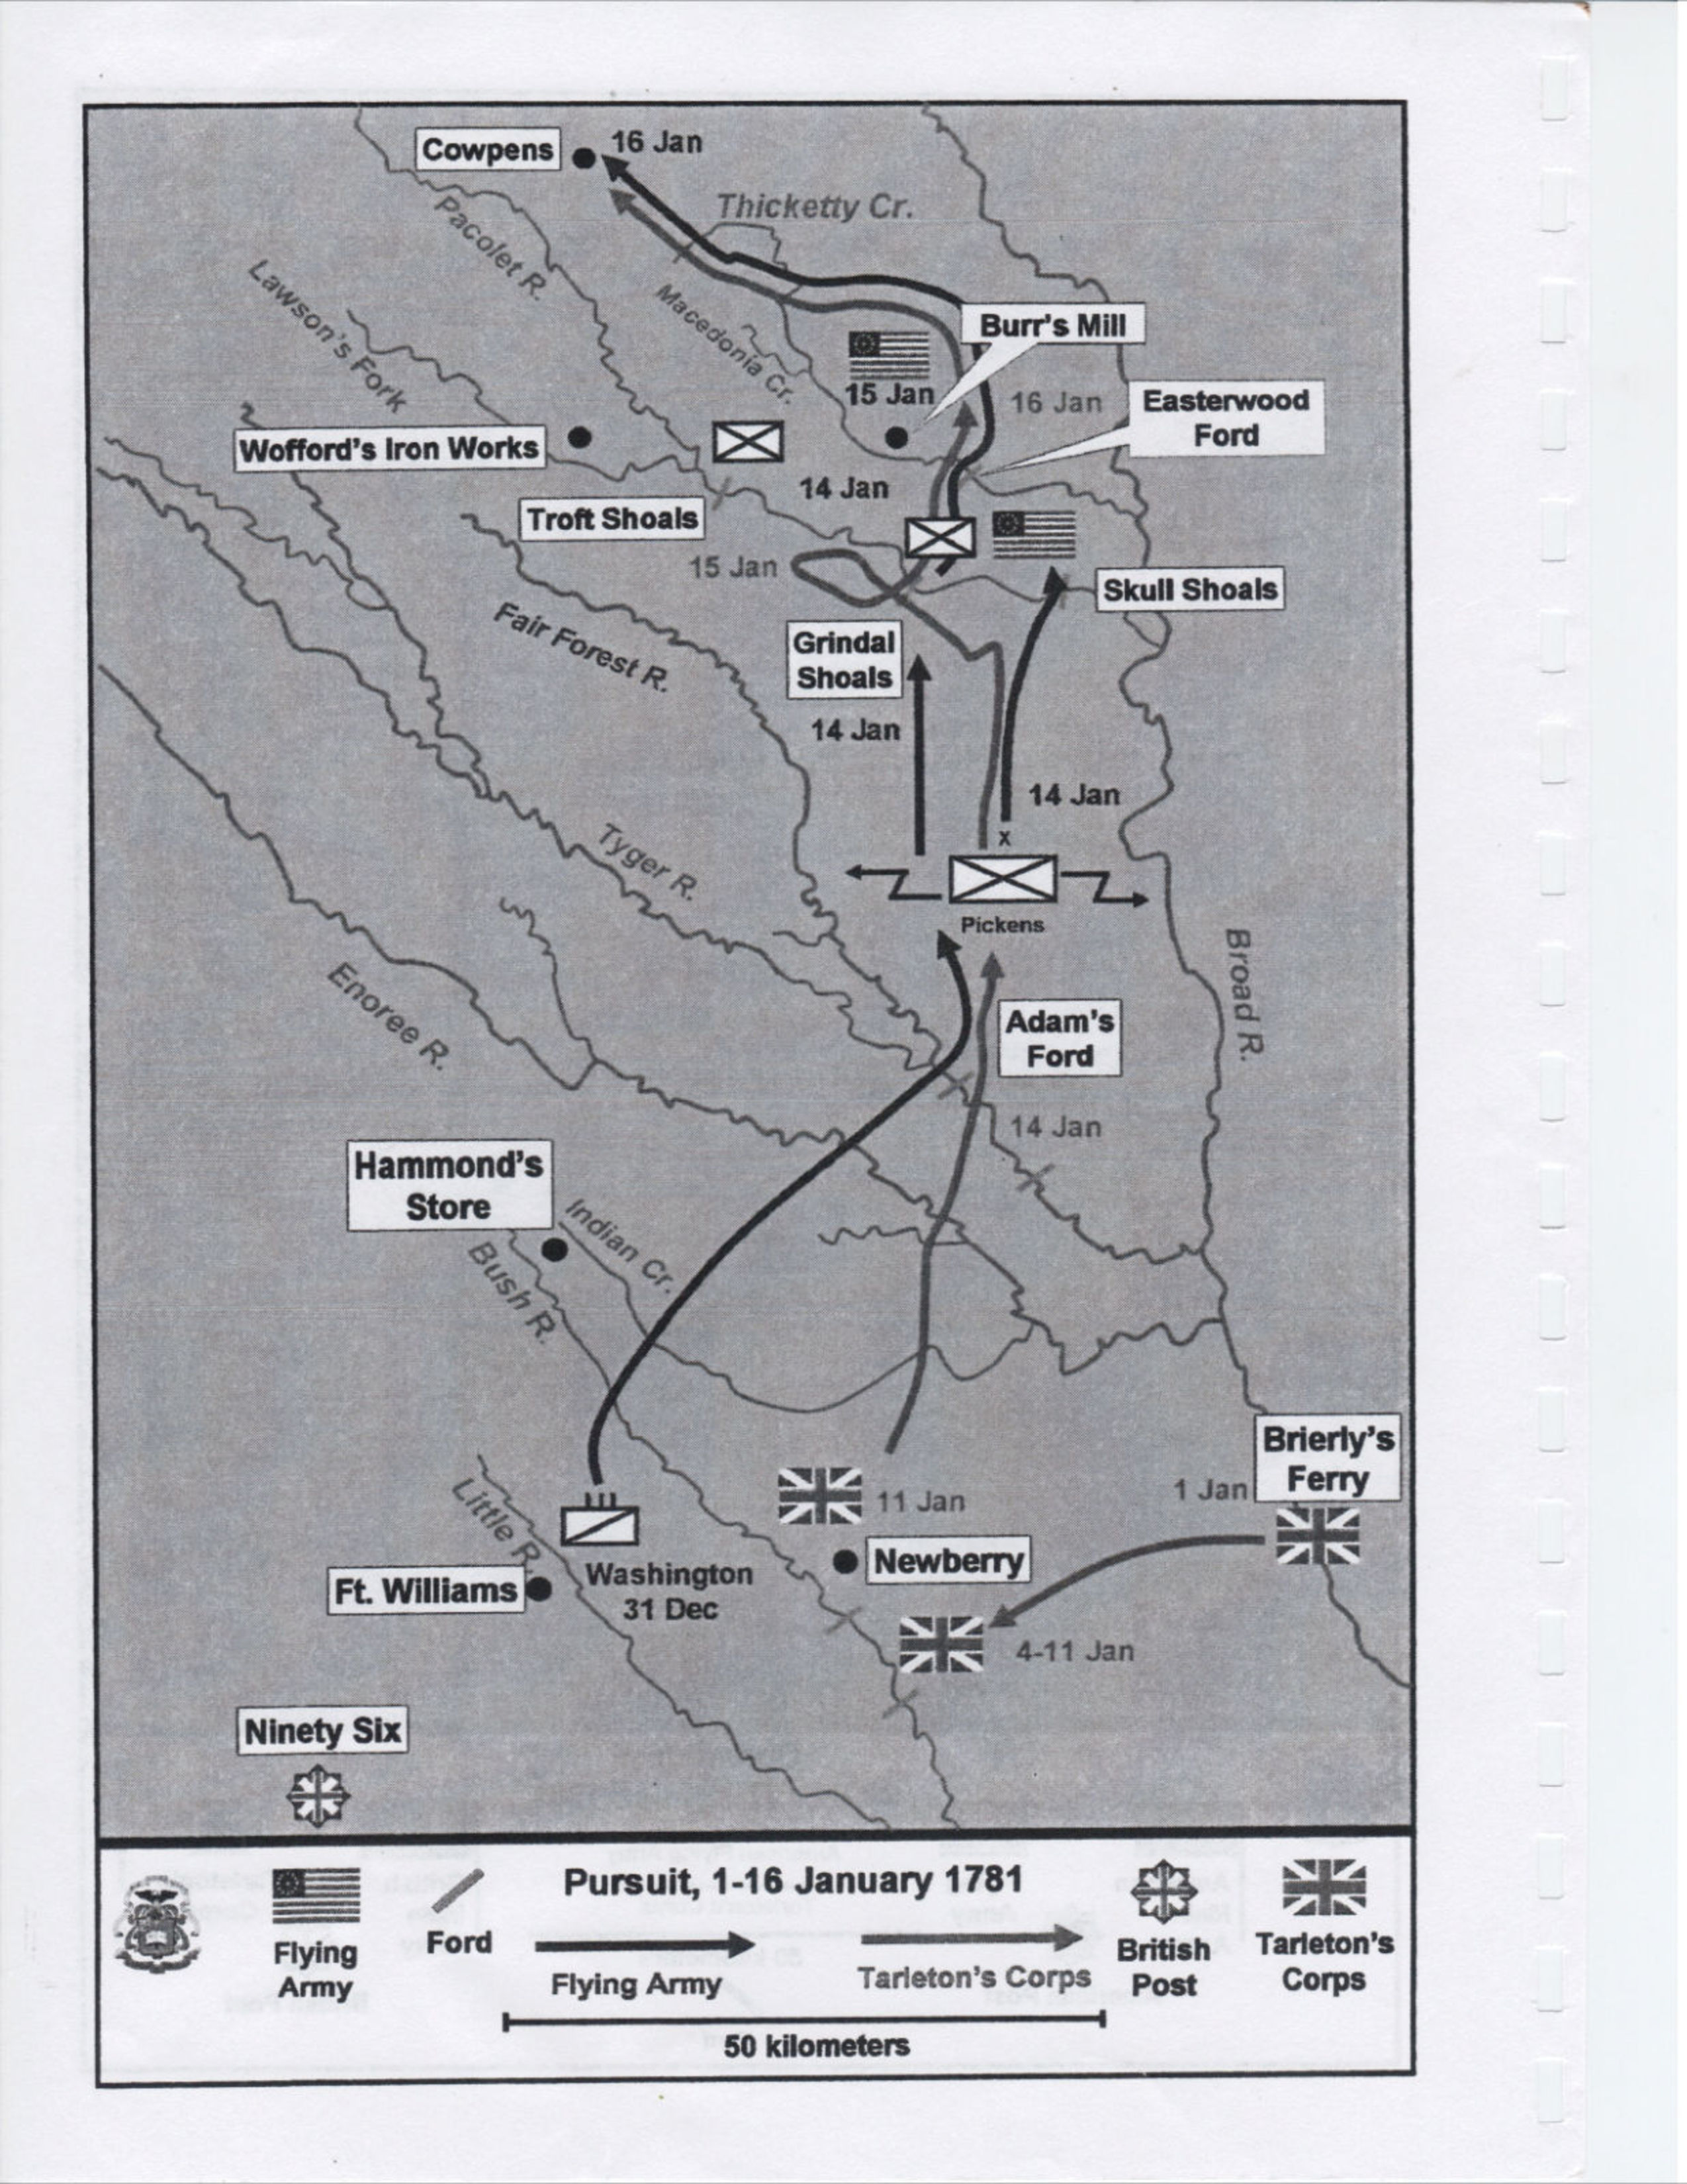 Cowpens
16 Jan
Thicketty Cr.
Pacolet R.
Lawson's Fork
Macedonia Cr.
Burr's Mill
15 Jan
16 Jan
Easterwood
Ford
Wofford's Iron Works
14 Jan
Troft Shoals
15 Jan
Skull Shoals
Fair Forest R.
Grindal
Shoals
14 Jan
14 Jan
X
Tyger R.
Pickens
Broad R.
Enoree R.
Adam's
Ford
14 Jan
Hammond's
Store
Indian Cr.
Bush R.
Brierly's
Ferry
1 Jan
11 Jan
Little R.
Newberry
Washington
31 Dec
Ft. Williams
4-11 Jan
Ninety Six
Pursuit, 1-16 January 1781
Flying
Army
Ford
Flying Army
Tarleton's Corps
British
Post
Tarleton's
Corps
50 kilometers